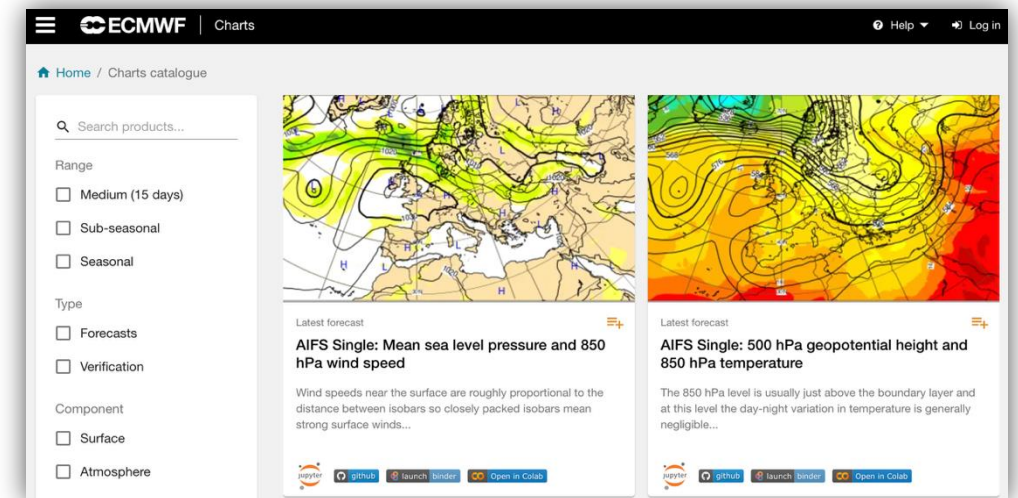 ECMWF | Charts
Help
Log in
Home / Charts catalogue
Search products...
Range
Medium (15 days)
Sub-seasonal
Seasonal
Type
Forecasts
Verification
Component
Surface
Atmosphere
Latest forecast
AIFS Single: Mean sea level pressure and 850
hPa wind speed
Wind speeds near the surface are roughly proportional to the
distance between isobars so closely packed isobars mean
strong surface winds...
jupyter github launch binder Open in Colab
Latest forecast
AIFS Single: 500 hPa geopotential height and
850 hPa temperature
The 850 hPa level is usually just above the boundary layer and
at this level the day-night variation in temperature is generally
negligible...
jupyter github launch binder Open in Colab